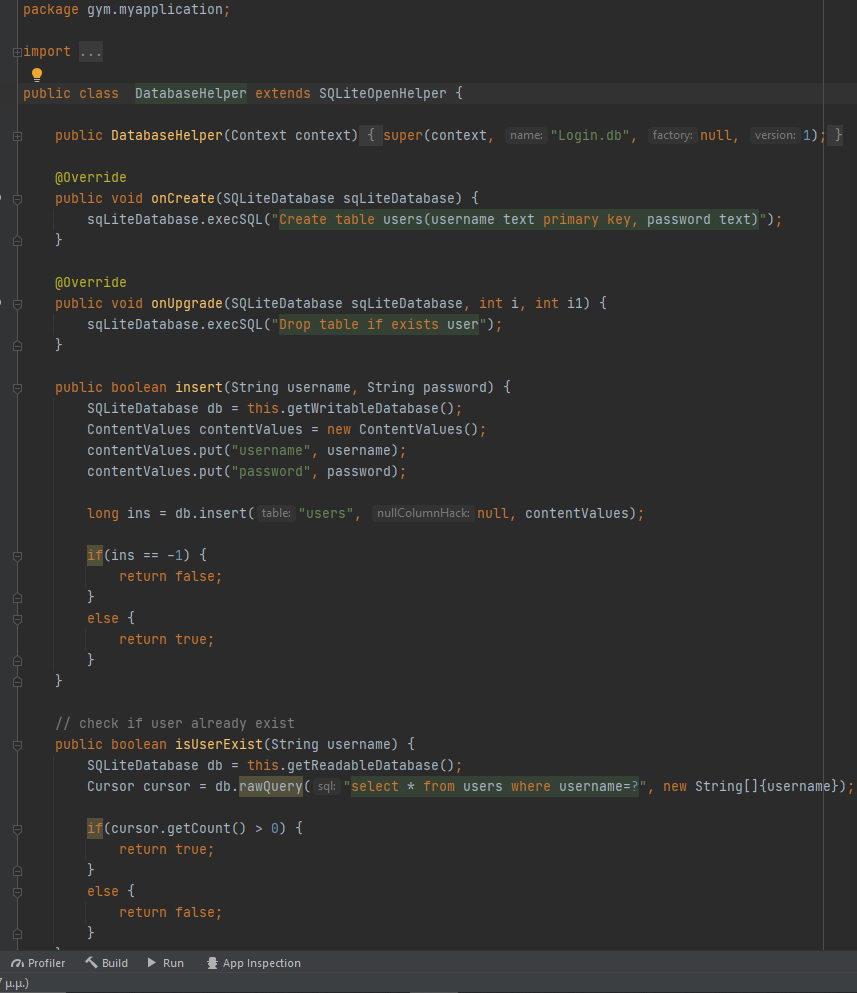 package gym.myapplication;
import ...
public class  DatabaseHelper extends SQLiteOpenHelper {
public DatabaseHelper(Context context) { super(context, name: "Login.db", factory: null, version: 1); }
@Override
public void onCreate(SQLiteDatabase sqLiteDatabase) {
sqLiteDatabase.execSQL("Create table users(username text primary key, password text)");
}
@Override
public void onUpgrade(SQLiteDatabase sqLiteDatabase, int i, int i1) {
sqLiteDatabase.execSQL("Drop table if exists user");
}
public boolean insert(String username, String password) {
SQLiteDatabase db = this.getWritableDatabase();
ContentValues contentValues = new ContentValues();
contentValues.put("username", username);
contentValues.put("password", password);
long ins = db.insert( table: "users", nullColumnHack: null, contentValues);
if(ins == -1) {
return false;
}
else {
return true;
}
}
// check if user already exist
public boolean isUserExist(String username) {
SQLiteDatabase db = this.getReadableDatabase();
Cursor cursor = db.rawQuery( sql: "select * from users where username=?", new String[]{username});
if(cursor.getCount() > 0) {
return true;
}
else {
return false;
}
Profiler Build Run App Inspection
μ.μ.)